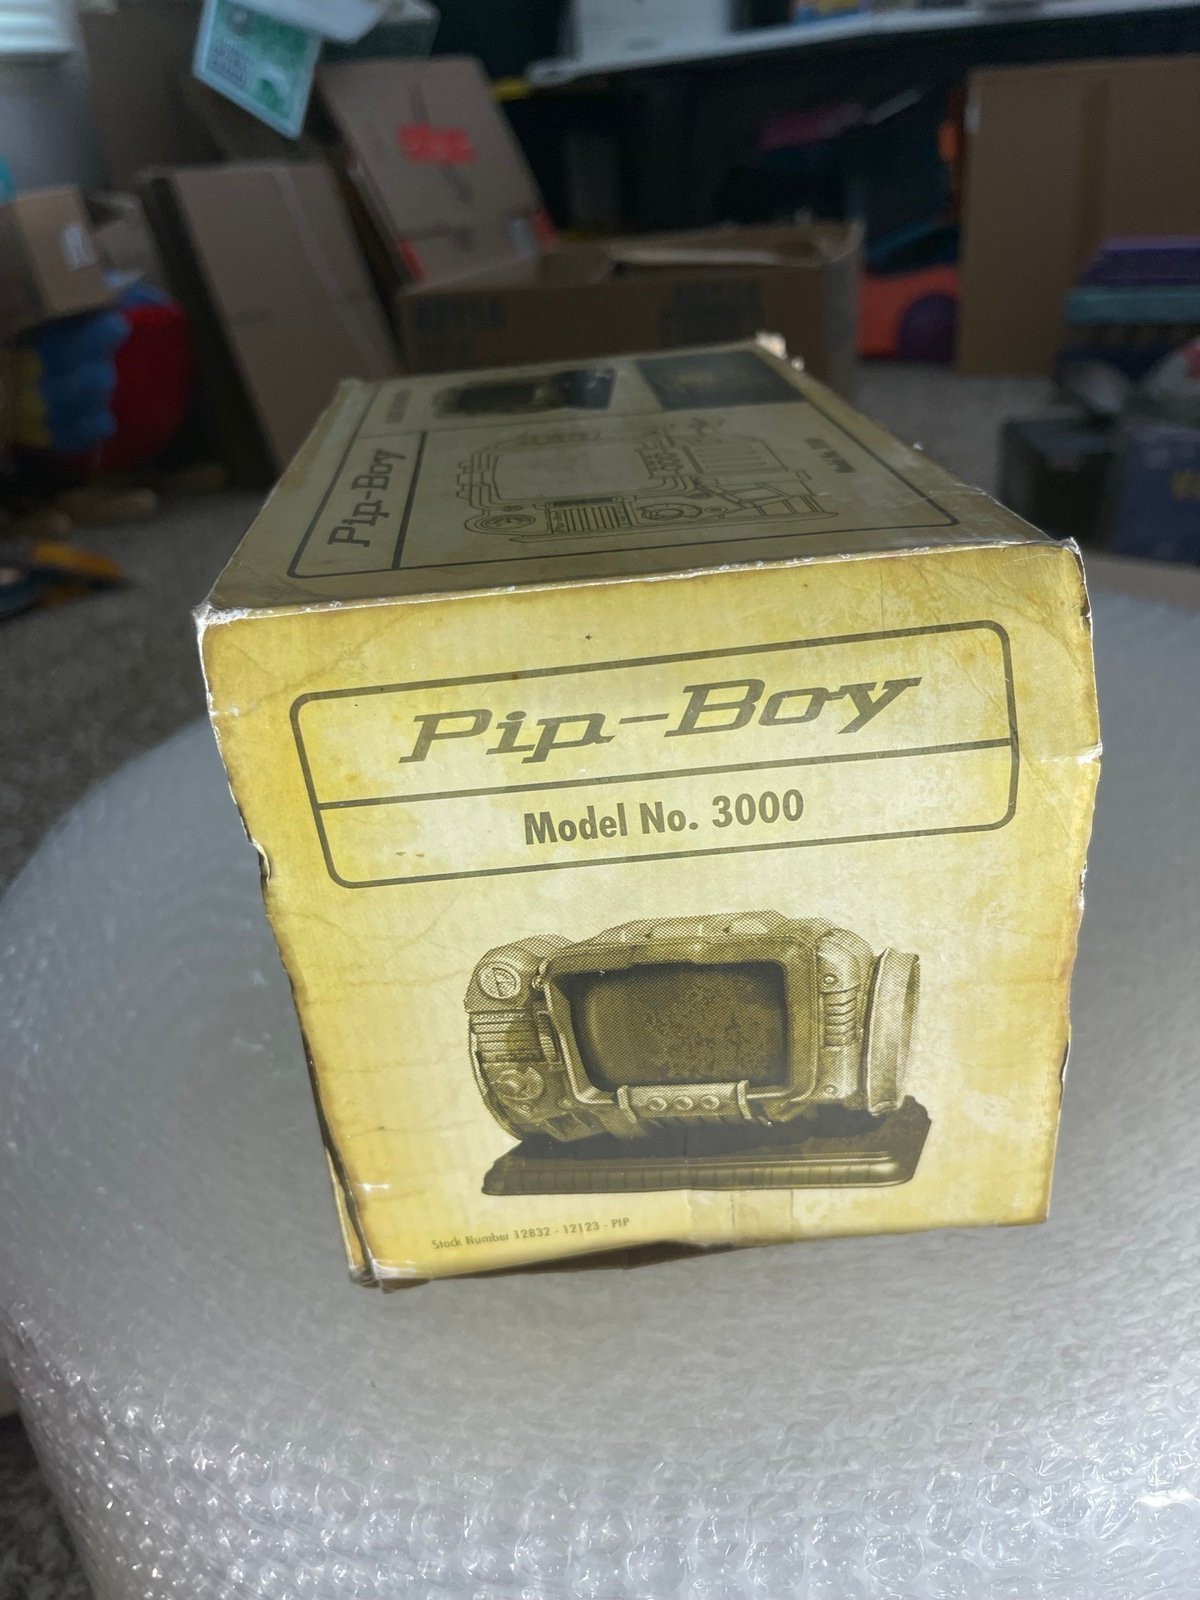 Pip-Boy
Pip-Boy
Model No. 3000
Stock Number 12832 - 12123 - PIP